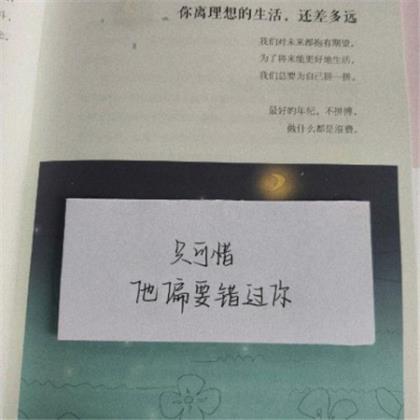 你离理想的生活，还差多远
我们对未来都抱有期望，
为了将来能更好地生活，
我们总要为自己拼一拼。
最好的年纪，不拼搏，
做什么都是浪费。
只可惜
他偏要错过你